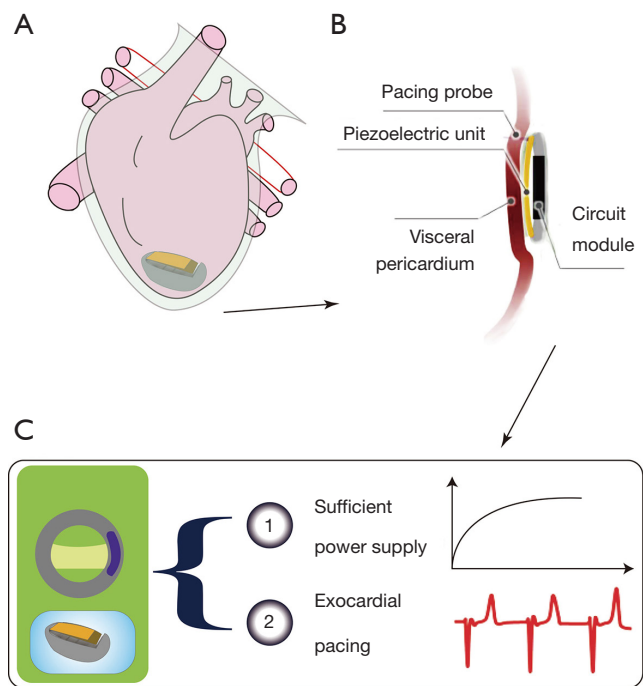 A
B
Pacing probe
Piezoelectric unit
Visceral
pericardium
Circuit
module
C
1
Sufficient
power supply
2
Exocardial
pacing